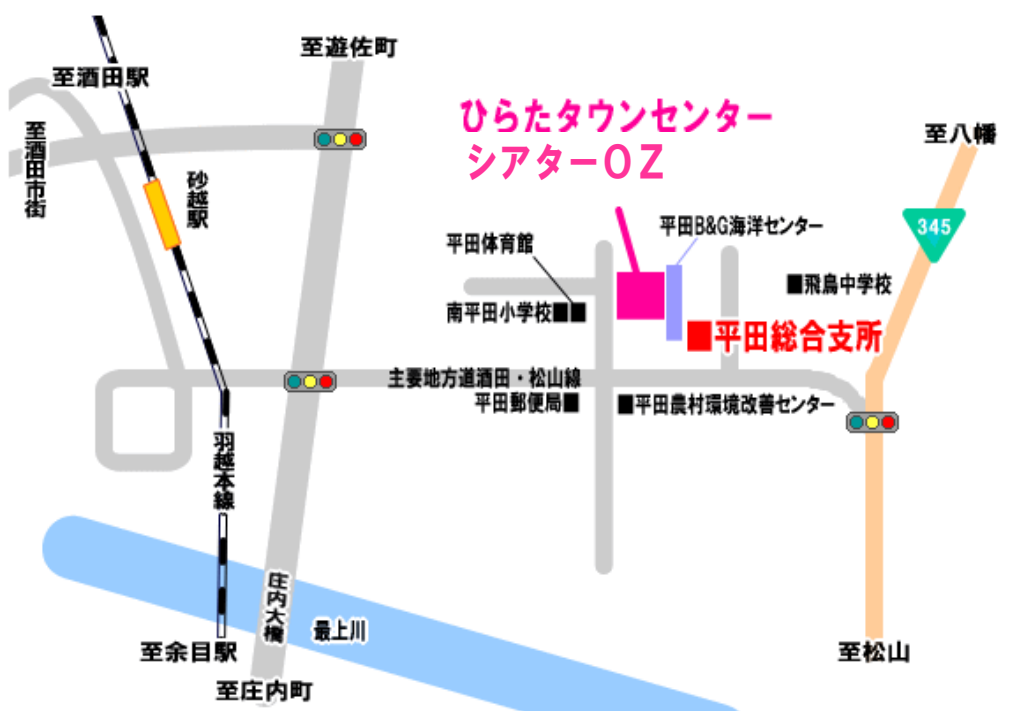 至遊佐町
至酒田駅
ひらたタウンセンター
シアターOZ
至八幡
至酒田市街
砂越駅
345
平田B&G海洋センター
平田体育館
■飛鳥中学校
南平田小学校■■
■平田総合支所
主要地方道酒田・松山線
平田郵便局■
■平田農村環境改善センター
羽越本線
庄内大橋
最上川
至余目駅
至松山
至庄内町